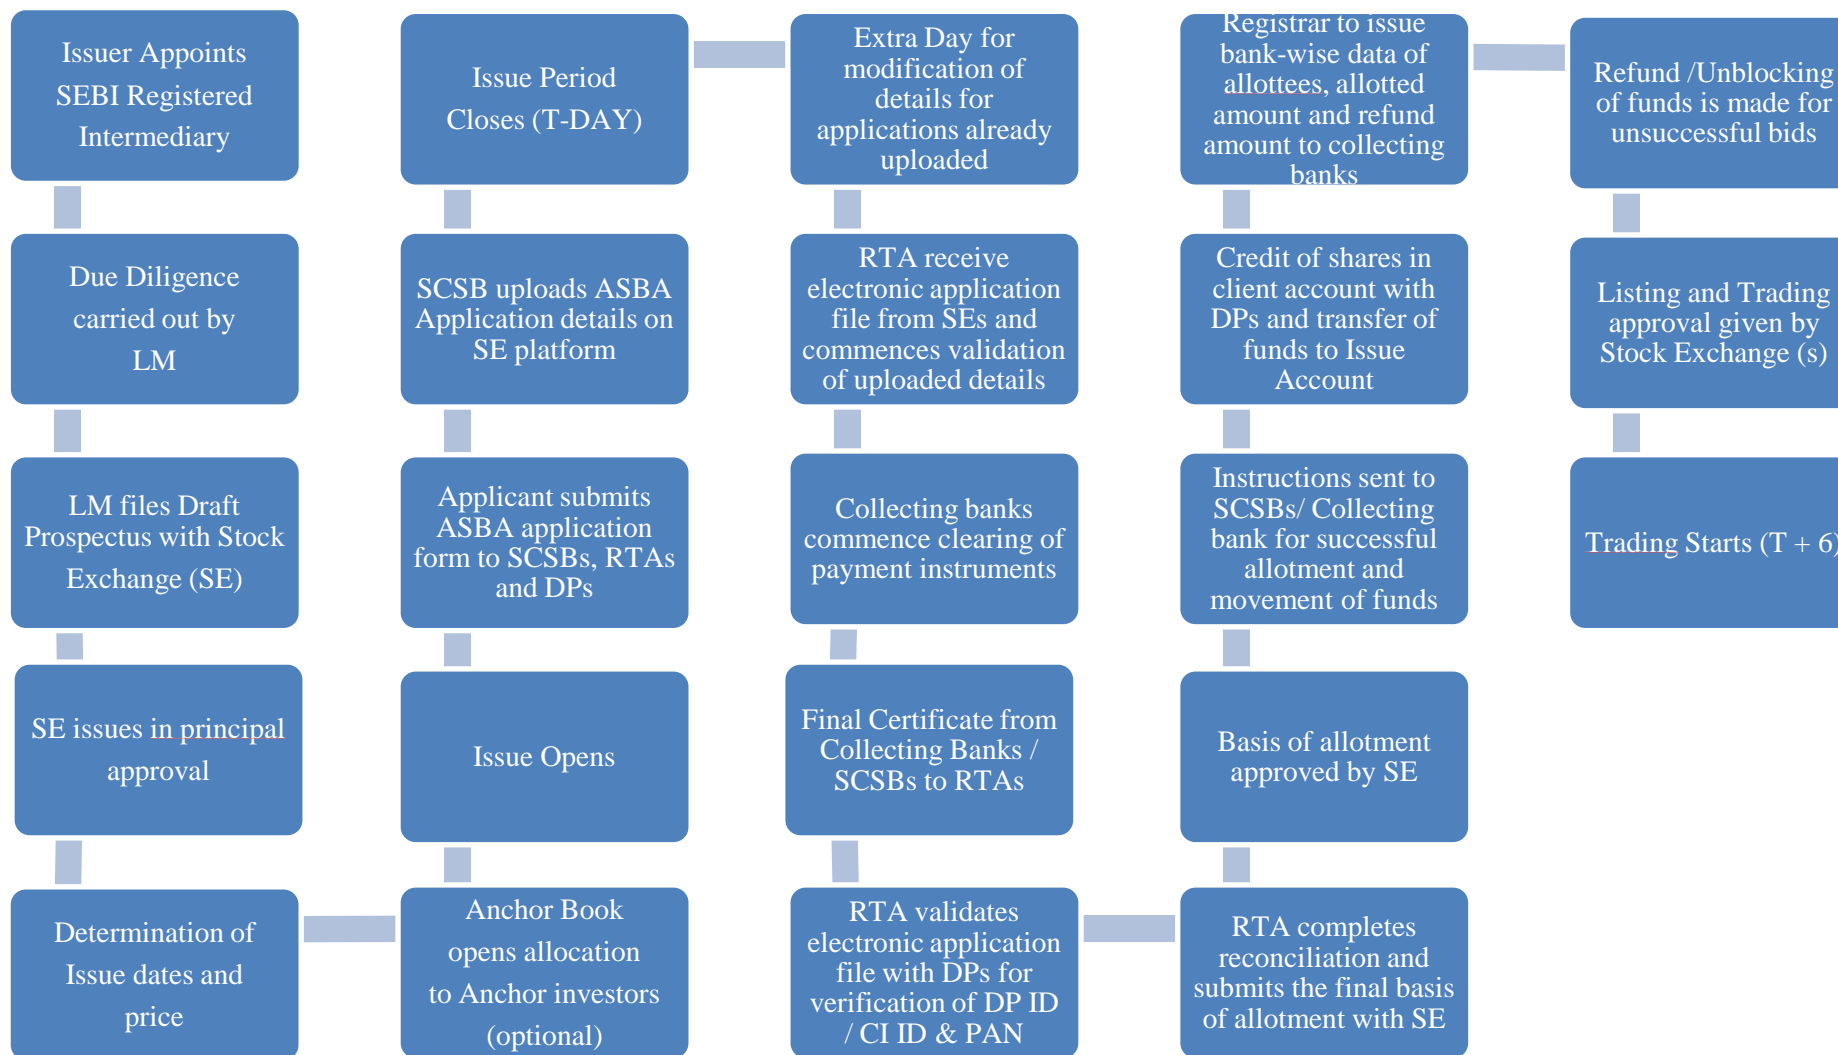 Issuer Appoints
SEBI Registered
Intermediary
Due Diligence
carried out by
LM
LM files Draft
Prospectus with Stock
Exchange (SE)
SE issues in principal
approval
Determination of
Issue dates and
price
Anchor Book
opens allocation
to Anchor investors
(optional)
Issue Opens
Applicant submits
ASBA application
form to SCSBs, RTAs
and DPs
SCSB uploads ASBA
Application details on
SE platform
Issue Period
Closes (T-DAY)
Extra Day for
modification of
details for
applications already
uploaded
RTA receive
electronic application
file from SEs and
commences validation
of uploaded details
Collecting banks
commence clearing of
payment instruments
Final Certificate from
Collecting Banks /
SCSBs to RTAs
RTA validates
electronic application
file with DPs for
verification of DP ID
/ CI ID & PAN
RTA completes
reconciliation and
submits the final basis
of allotment with SE
Basis of allotment
approved by SE
Instructions sent to
SCSBs/ Collecting
bank for successful
allotment and
movement of funds
Credit of shares in
client account with
DPs and transfer of
funds to Issue
Account
Registrar to issue
bank-wise data of
allottees, allotted
amount and refund
amount to collecting
banks
Refund /Unblocking
of funds is made for
unsuccessful bids
Listing and Trading
approval given by
Stock Exchange (s)
Trading Starts (T + 6)